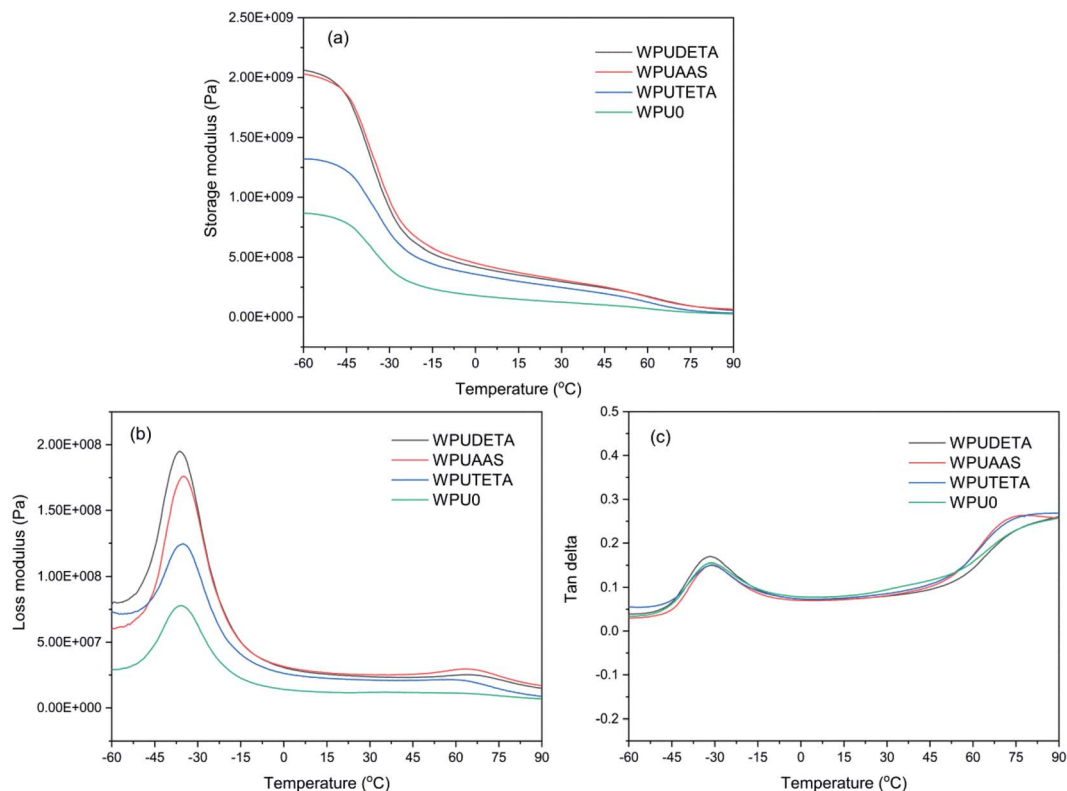 (a)
WPUDETA
WPUAAS
WPUTETA
WPU0
2.50E+009
2.00E+009
1.50E+009
1.00E+009
5.00E+008
0.00E+000
Storage modulus (Pa)
-60 -45 -30 -15 0 15 30 45 60 75 90
Temperature (°C)
(b)
WPUDETA
WPUAAS
WPUTETA
WPU0
2.00E+008
1.50E+008
1.00E+008
5.00E+007
0.00E+000
Loss modulus (Pa)
-60 -45 -30 -15 0 15 30 45 60 75 90
Temperature (°C)
(c)
WPUDETA
WPUAAS
WPUTETA
WPU0
0.5
0.4
0.3
0.2
0.1
0.0
-0.1
-0.2
Tan delta
-60 -45 -30 -15 0 15 30 45 60 75 90
Temperature (°C)